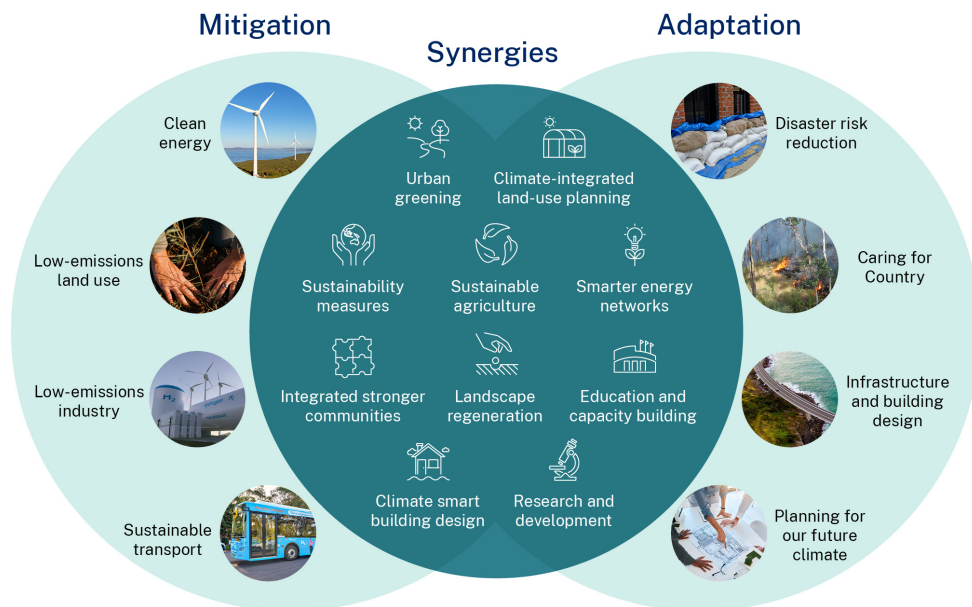 Mitigation
Synergies
Adaptation
Clean
energy
Low-emissions
land use
Low-emissions
industry
H2
Sustainable
transport
Urban
greening
Climate-integrated
land-use planning
Sustainability
measures
Sustainable
agriculture
Smarter energy
networks
Integrated stronger
communities
Landscape
regeneration
Education and
capacity building
Climate smart
building design
Research and
development
Disaster risk
reduction
Caring for
Country
Infrastructure
and building
design
Planning for
our future
climate